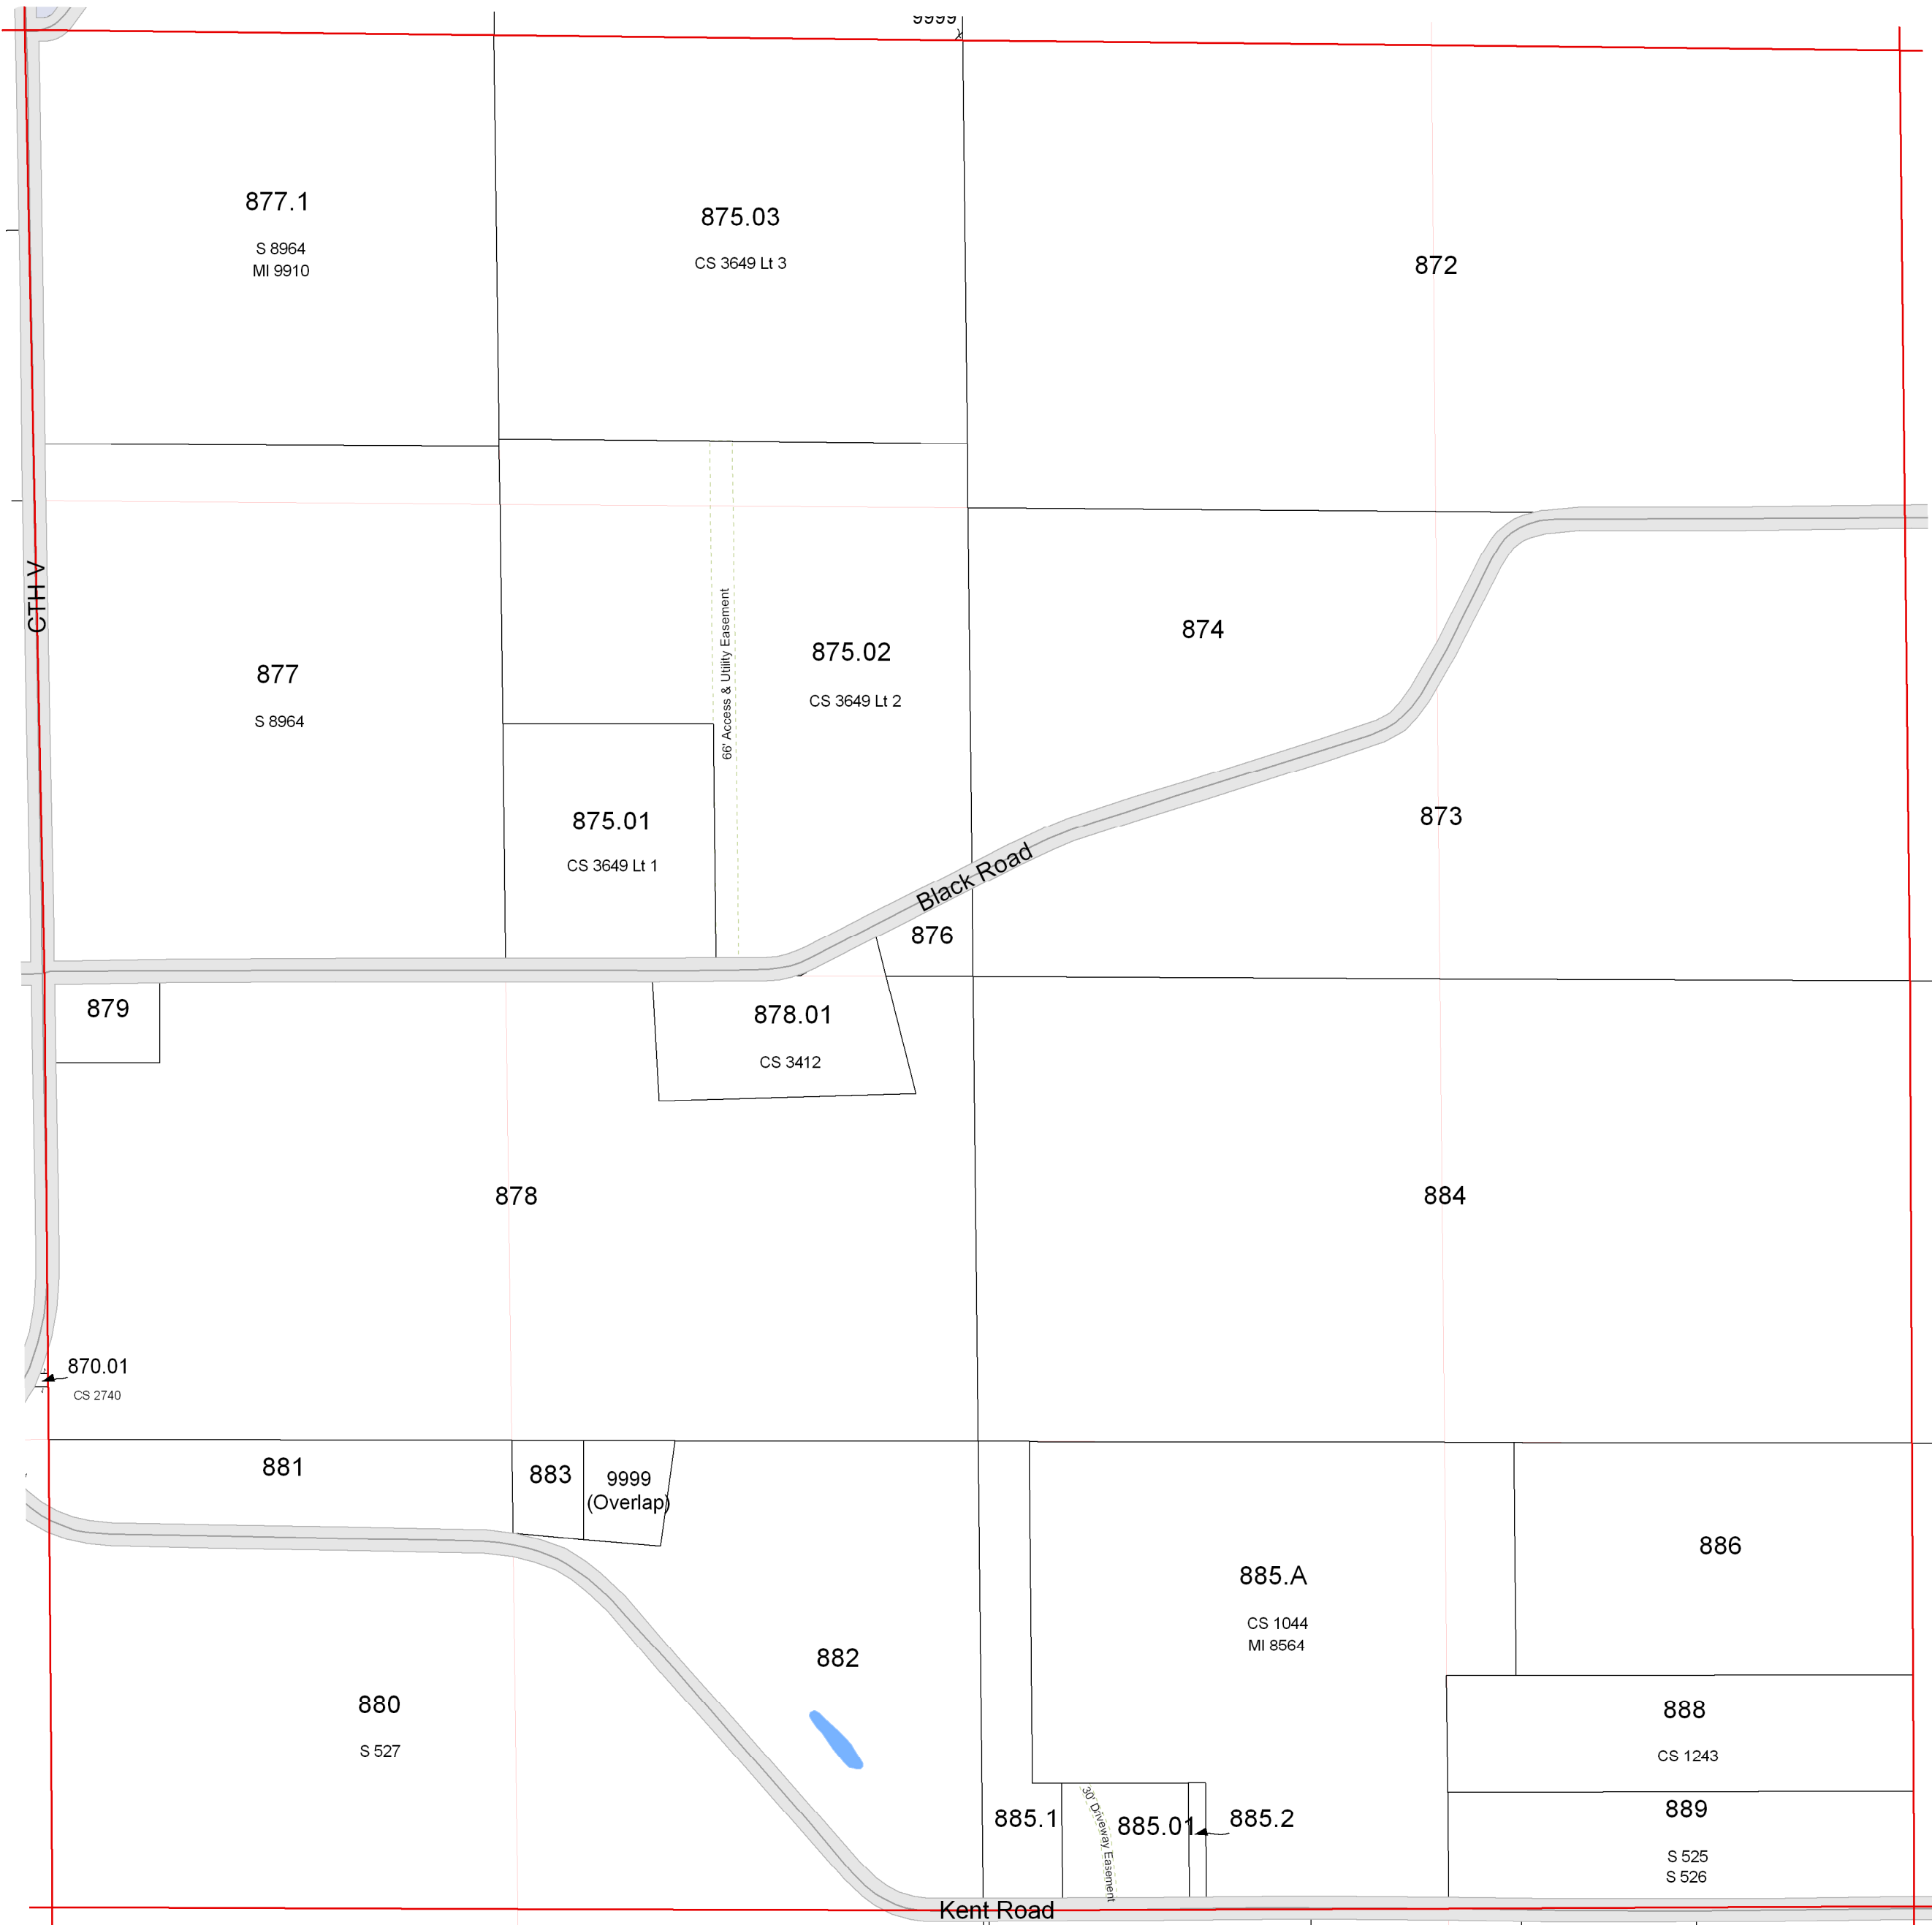 9999
877.1
S 8964
MI 9910
875.03
CS 3649 Lt 3
872
CTH V
877
S 8964
66' Access & Utility Easement
875.02
CS 3649 Lt 2
874
875.01
CS 3649 Lt 1
873
Black Road
876
879
878.01
CS 3412
878
884
870.01
CS 2740
881
883
9999
(Overlap)
886
885.A
CS 1044
MI 8564
882
880
S 527
888
CS 1243
885.1
30' Driveway Easement
885.01
885.2
889
S 525
S 526
Kent Road